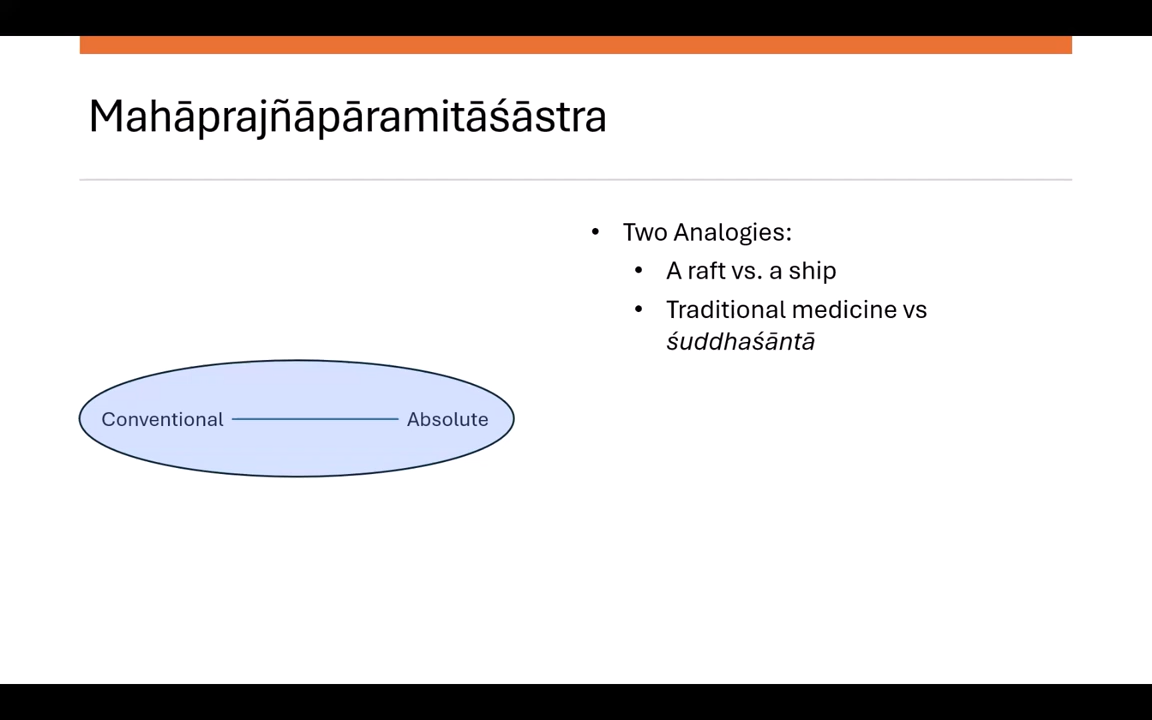 Mahāprajñāpāramitāśāstra
• Two Analogies:
• A raft vs. a ship
• Traditional medicine vs
śuddhaśāntā
Conventional
Absolute